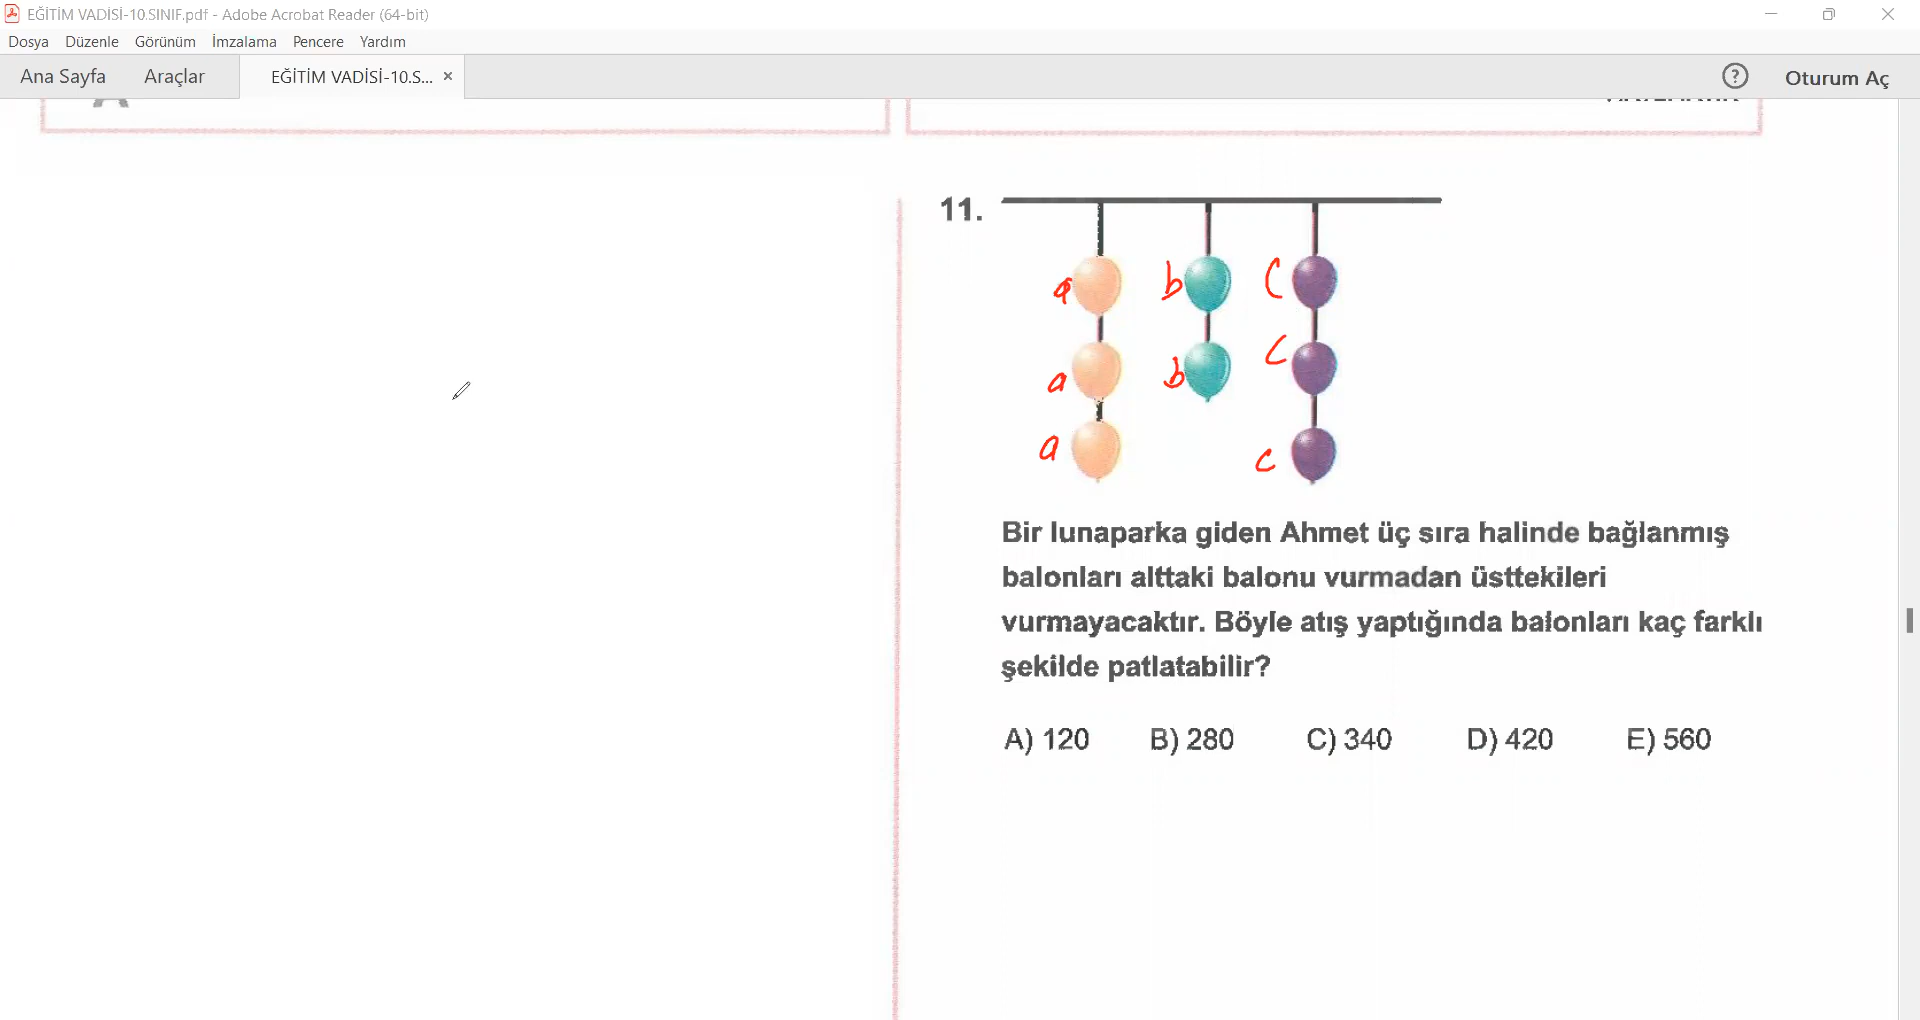 EĞİTİM VADİSİ-10.SINIF.pdf - Adobe Acrobat Reader (64-bit)
Dosya Düzenle Görünüm İmzalama Pencere Yardım
Ana Sayfa Araçlar EĞİTİM VADİSİ-10.S... × ? Oturum Aç
11.
a b C
a b C
a c
Bir lunaparka giden Ahmet üç sıra halinde bağlanmış
balonları alttaki balonu vurmadan üsttekileri
vurmayacaktır. Böyle atış yaptığında balonları kaç farklı
şekilde patlatabilir?
A) 120 B) 280 C) 340 D) 420 E) 560